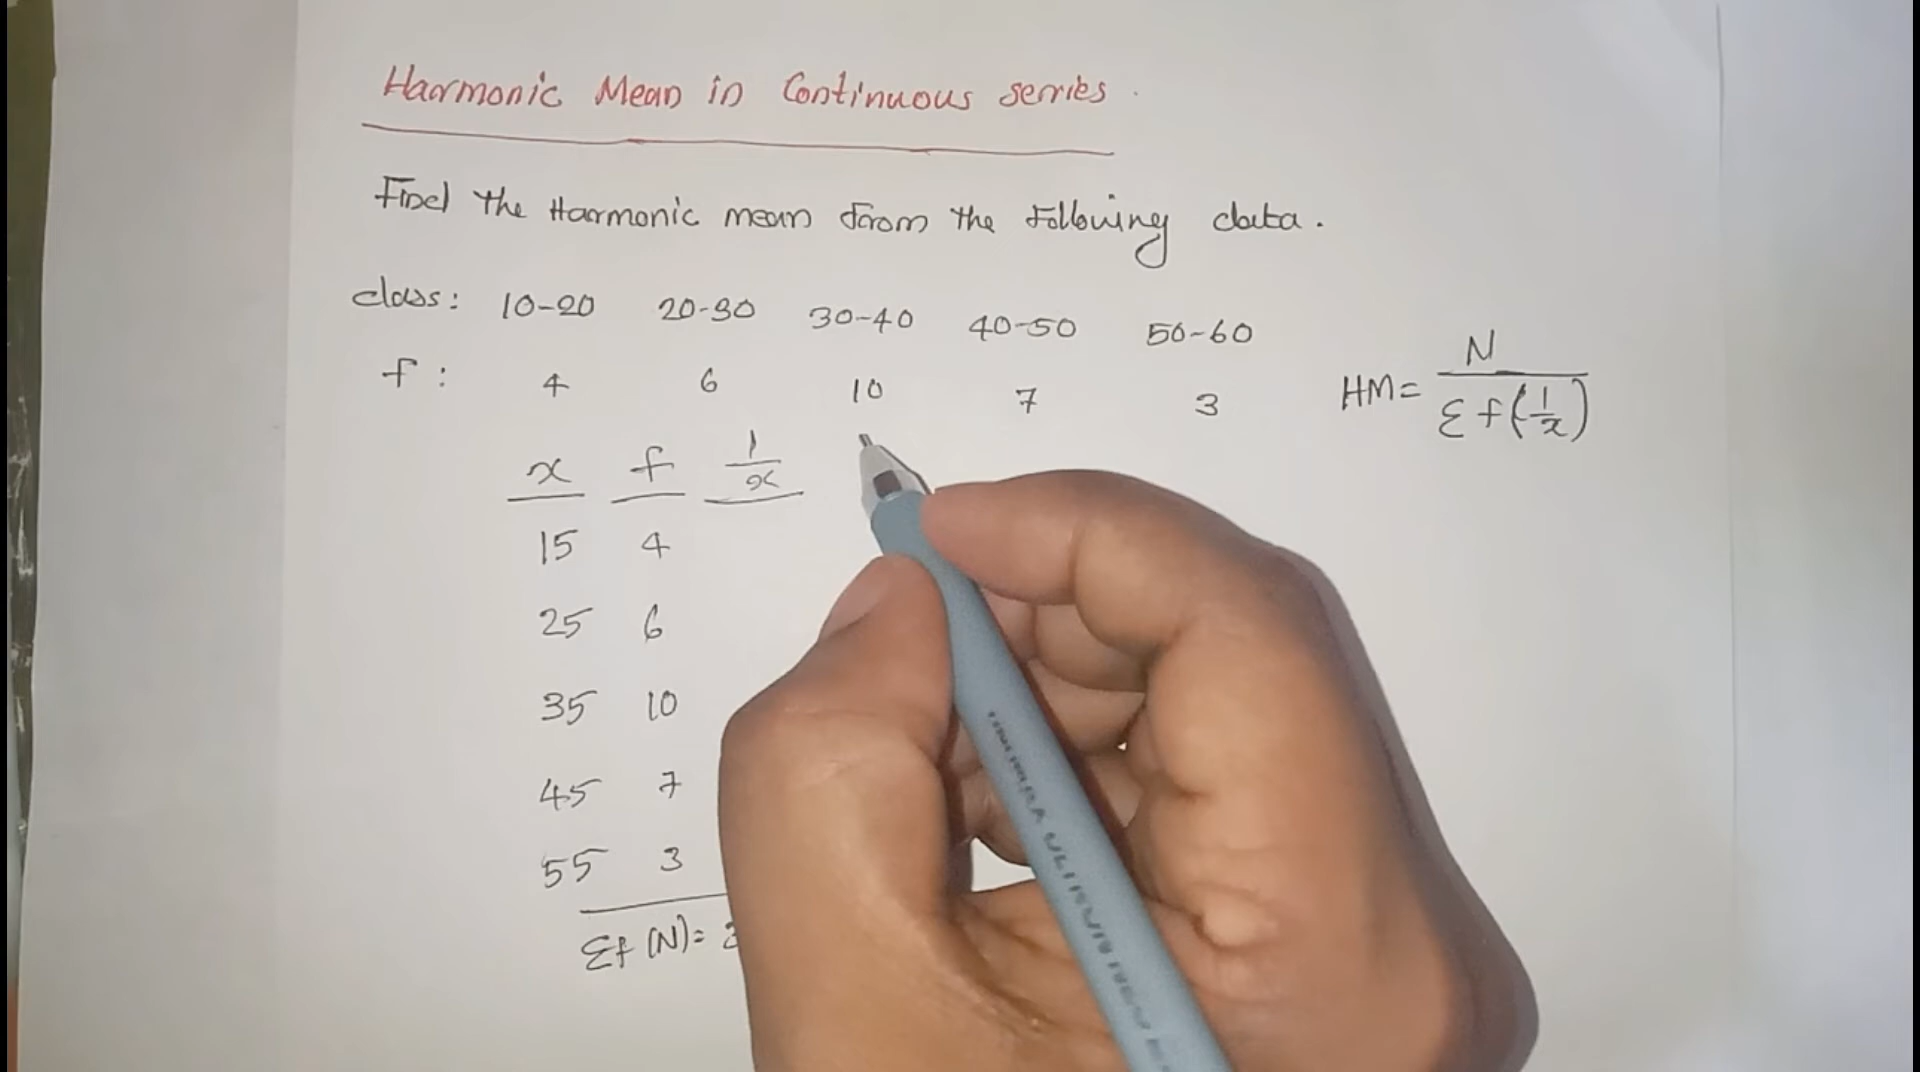 Harmonic Mean in Continuous series.
Find the Harmonic mean from the following data.
class: 10-20 20-30 30-40 40-50 50-60
f: 4 6 10 7 3
HM = N / Σf(1/x)
x f 1/x
15 4
25 6
35 10
45 7
55 3
Σf (N) =